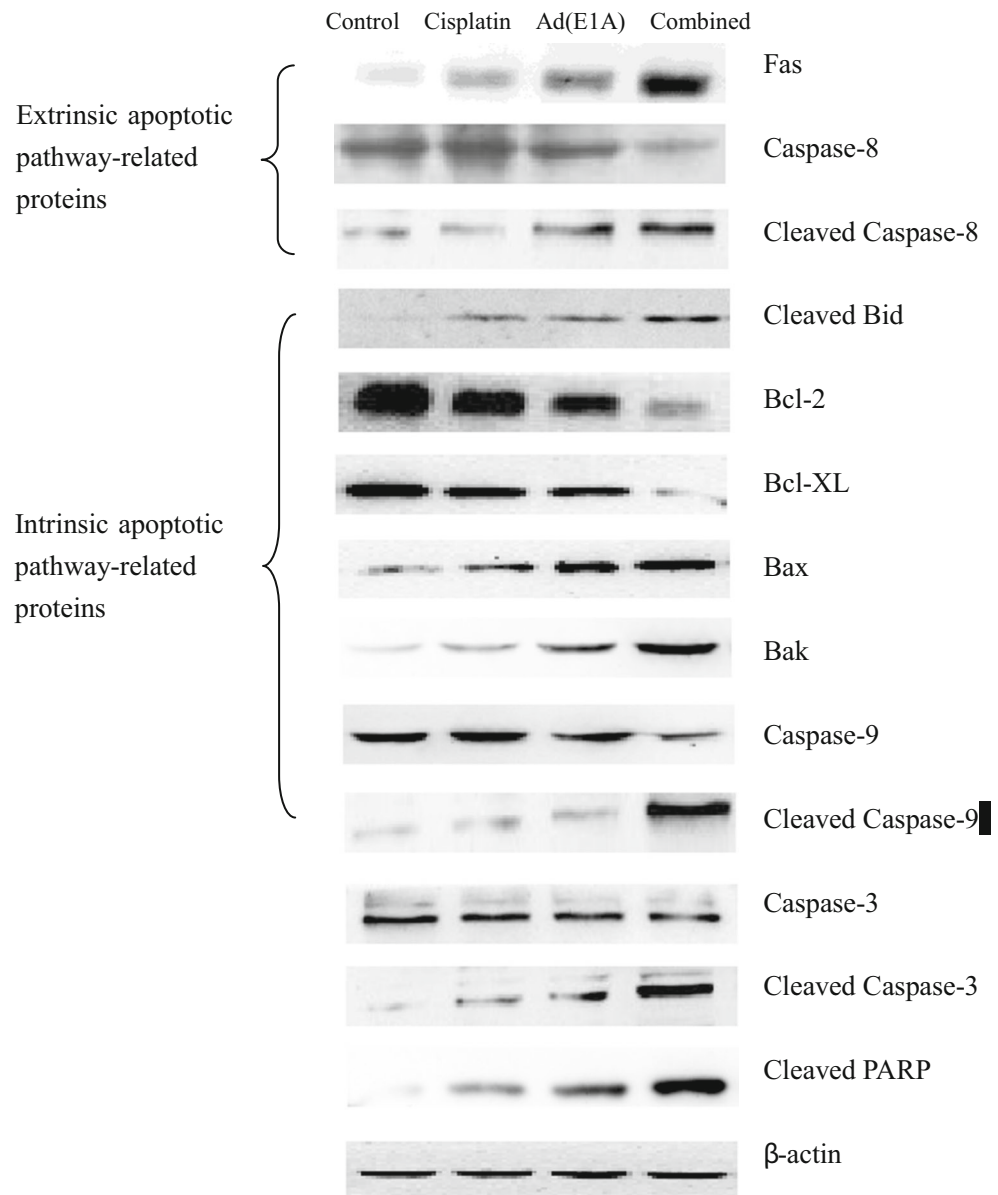 Control Cisplatin Ad(E1A) Combined
Fas
Extrinsic apoptotic
pathway-related
proteins
Caspase-8
Cleaved Caspase-8
Cleaved Bid
Bcl-2
Bcl-XL
Intrinsic apoptotic
pathway-related
proteins
Bax
Bak
Caspase-9
Cleaved Caspase-9
Caspase-3
Cleaved Caspase-3
Cleaved PARP
β-actin